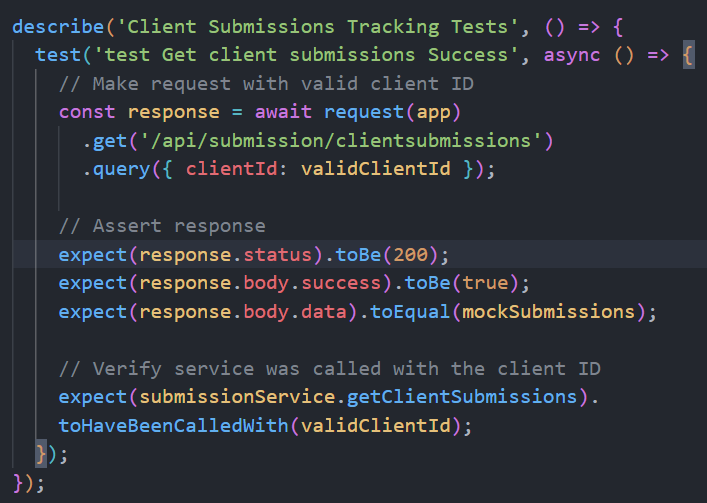 describe('Client Submissions Tracking Tests', () => {
test('test Get client submissions Success', async () => {
// Make request with valid client ID
const response = await request(app)
.get('/api/submission/clientsubmissions')
.query({ clientId: validClientId });
// Assert response
expect(response.status).toBe(200);
expect(response.body.success).toBe(true);
expect(response.body.data).toEqual(mockSubmissions);
// Verify service was called with the client ID
expect(submissionService.getClientSubmissions).
toHaveBeenCalledWith(validClientId);
});
});